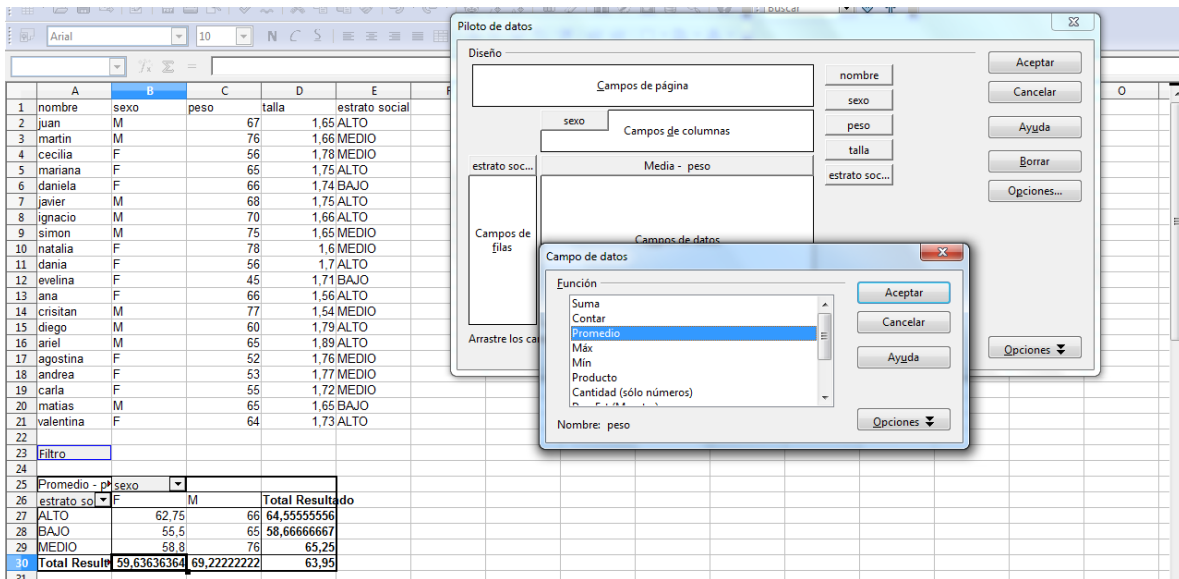 Buscar
Arial 10 N C S
A B C D E F O
1 nombre sexo peso talla estrato social
2 juan M 67 1,65 ALTO
3 martin M 76 1,66 MEDIO
4 cecilia F 56 1,78 MEDIO
5 mariana F 65 1,75 ALTO
6 daniela F 66 1,74 BAJO
7 javier M 68 1,75 ALTO
8 ignacio M 70 1,66 ALTO
9 simon M 75 1,65 MEDIO
10 natalia F 78 1,6 MEDIO
11 dania F 56 1,7 ALTO
12 evelina F 45 1,71 BAJO
13 ana F 66 1,56 ALTO
14 crisitan M 77 1,54 MEDIO
15 diego M 60 1,79 ALTO
16 ariel M 65 1,89 ALTO
17 agostina F 52 1,76 MEDIO
18 andrea F 53 1,77 MEDIO
19 carla F 55 1,72 MEDIO
20 matias M 65 1,65 BAJO
21 valentina F 64 1,73 ALTO
22
23 Filtro
24
25 Promedio - p sexo
26 estrato so F M Total Resultado
27 ALTO 62,75 66 64,55555556
28 BAJO 55,5 65 58,66666667
29 MEDIO 58,8 76 65,25
30 Total Result 59,63636364 69,22222222 63,95
31
Piloto de datos
Diseño
Campos de página
sexo
Campos de columnas
estrato soc...
Media - peso
Campos de filas
Campos de datos
Arrastre los ca
nombre
sexo
peso
talla
estrato soc...
Aceptar
Cancelar
Ayuda
Borrar
Opciones...
Opciones
Campo de datos
Función
Suma
Contar
Promedio
Máx
Mín
Producto
Cantidad (sólo números)
Nombre: peso
Aceptar
Cancelar
Ayuda
Opciones